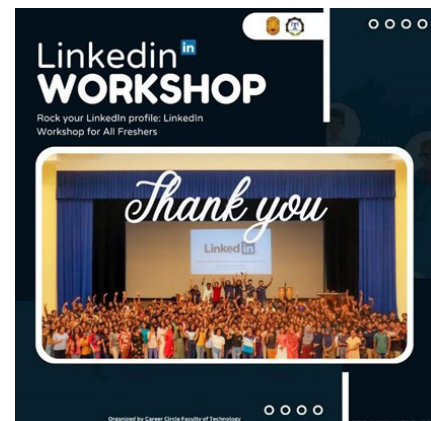 Linkedin in
WORKSHOP
Rock your LinkedIn profile: LinkedIn
Workshop for All Freshers
Thank you
Linked in
Organized by Career Circle Faculty of Technology